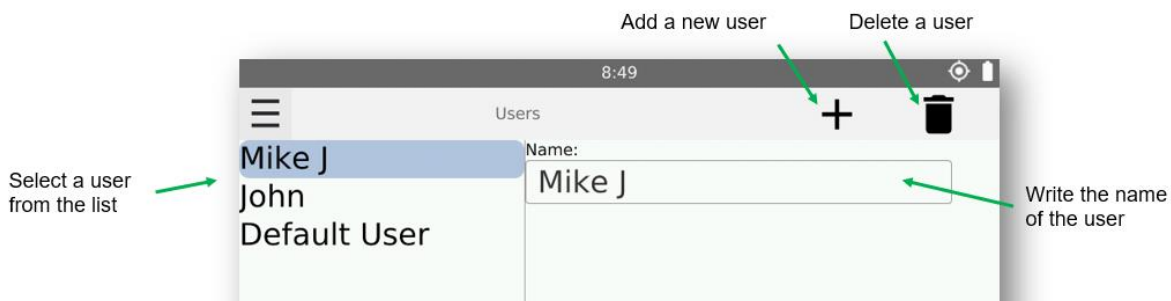 Add a new user
Delete a user
8:49
Users
Mike J
John
Default User
Name:
Mike J
Select a user
from the list
Write the name
of the user